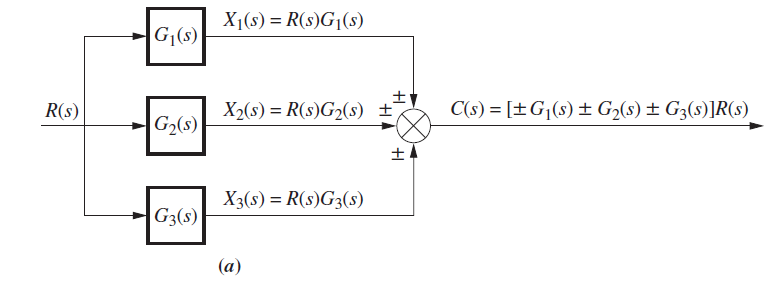 X₁(s) = R(s)G₁(s)
G₁(s)
±
R(s)
X₂(s) = R(s)G₂(s)
±
C(s) = [± G₁(s) ± G₂(s) ± G₃(s)]R(s)
G₂(s)
±
X₃(s) = R(s)G₃(s)
G₃(s)
(a)